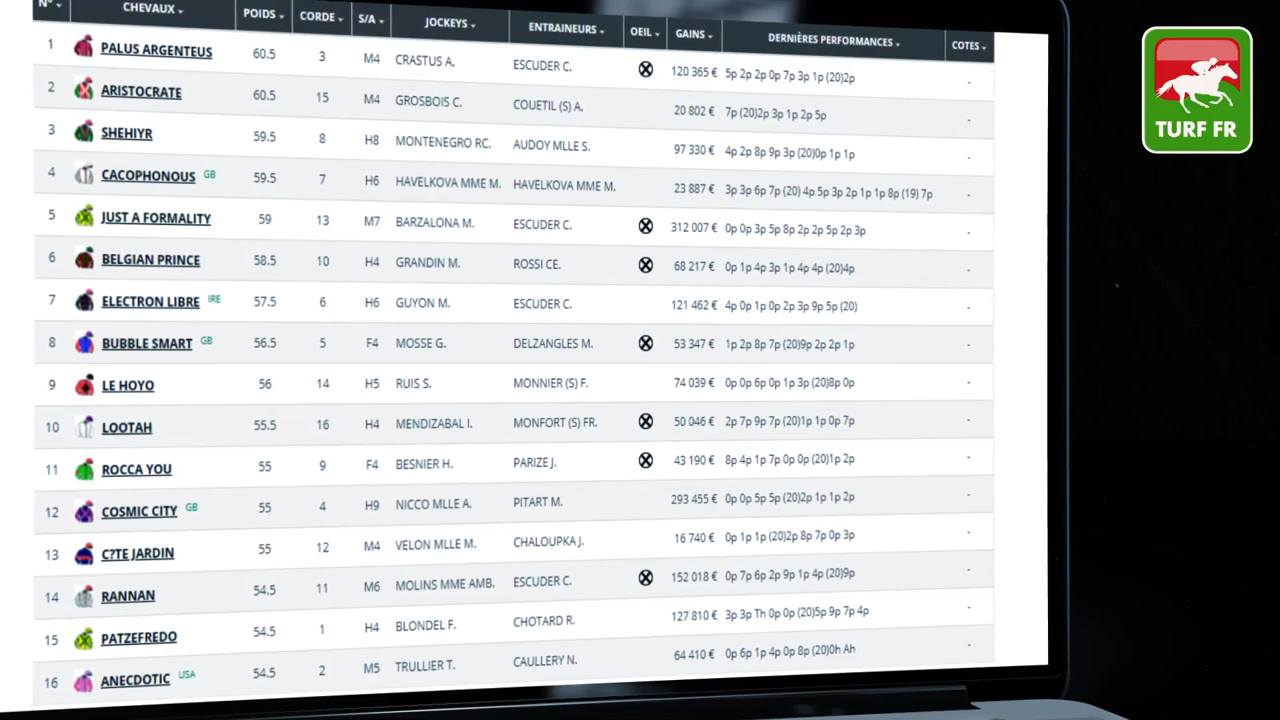 N° CHEVAUX POIDS CORDE S/A JOCKEYS ENTRAINEURS OEIL GAINS DERNIÈRES PERFORMANCES COTES
1 PALUS ARGENTEUS 60.5 3 M4 CRASTUS A. ESCUDER C. 120 365 € 5p 2p 2p 0p 7p 3p 1p (20)2p -
2 ARISTOCRATE 60.5 15 M4 GROSBOIS C. COUETIL (S) A. 20 802 € 7p (20)2p 3p 1p 2p 5p -
3 SHEHIYR 59.5 8 H8 MONTENEGRO RC. AUDOY MLLE S. 97 330 € 4p 2p 8p 9p 3p (20)0p 1p 1p -
4 CACOPHONOUS GB 59.5 7 H6 HAVELKOVA MME M. HAVELKOVA MME M. 23 887 € 3p 3p 6p 7p (20) 4p 5p 3p 2p 1p 1p 8p (19) 7p -
5 JUST A FORMALITY 59 13 M7 BARZALONA M. ESCUDER C. 312 007 € 0p 0p 3p 5p 8p 2p 2p 5p 2p 3p -
6 BELGIAN PRINCE 58.5 10 H4 GRANDIN M. ROSSI CE. 68 217 € 0p 1p 4p 3p 1p 4p 4p (20)4p -
7 ELECTRON LIBRE IRE 57.5 6 H6 GUYON M. ESCUDER C. 121 462 € 4p 0p 1p 0p 2p 3p 9p 5p (20) -
8 BUBBLE SMART GB 56.5 5 F4 MOSSE G. DELZANGLES M. 53 347 € 1p 2p 8p 7p (20)9p 2p 2p 1p -
9 LE HOYO 56 14 H5 RUIS S. MONNIER (S) F. 74 039 € 0p 0p 6p 0p 1p 3p (20)8p 0p -
10 LOOTAH 55.5 16 H4 MENDIZABAL I. MONFORT (S) FR. 50 046 € 2p 7p 9p 7p (20)1p 1p 0p 7p -
11 ROCCA YOU 55 9 F4 BESNIER H. PARIZE J. 43 190 € 8p 4p 1p 7p 0p 0p (20)1p 2p -
12 COSMIC CITY GB 55 4 H9 NICCO MLLE A. PITART M. 293 455 € 0p 0p 5p 5p (20)2p 1p 1p 2p -
13 C?TE JARDIN 55 12 M4 VELON MLLE M. CHALOUPKA J. 16 740 € 0p 1p 1p (20)2p 8p 7p 0p 3p -
14 RANNAN 54.5 11 M6 MOLINS MME AMB. ESCUDER C. 152 018 € 0p 7p 6p 2p 9p 1p 4p (20)9p -
15 PATZEFREDO 54.5 1 H4 BLONDEL F. CHOTARD R. 127 810 € 3p 3p Th 0p 0p (20)5p 9p 7p 4p -
16 ANECDOTIC USA 54.5 2 M5 TRULLIER T. CAULLERY N. 64 410 € 0p 6p 1p 4p 0p 8p (20)0h Ah -
TURF FR